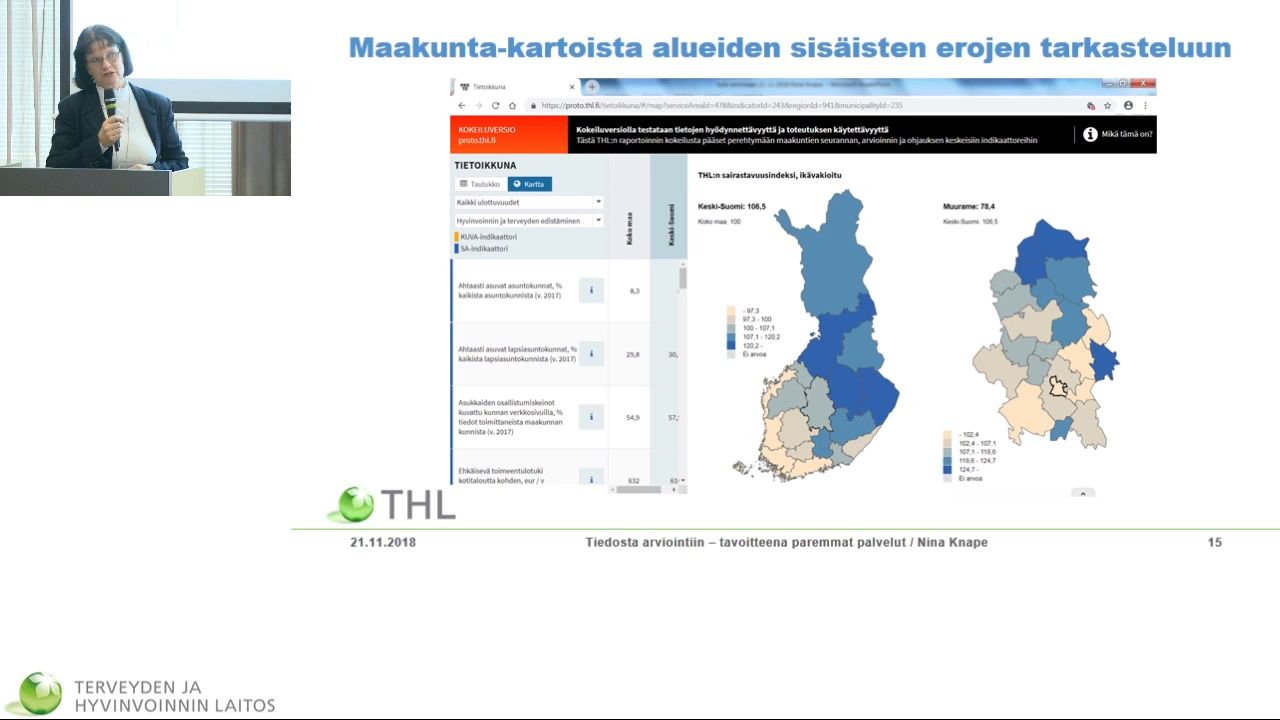 Maakunta-kartoista alueiden sisäisten erojen tarkasteluun
Tietoikkuna
https://proto.thl.fi/tietoikkuna/#/map?serviceAreaId=478&indicatorId=243&regionId=941&municipalityId=235
KOKEILUVERSIO
proto.thl.fi
Kokeiluversiolla testataan tietojen hyödynnettävyyttä ja toteutuksen käytettävyyttä
Tästä THL:n raportoinnin kokeilusta pääset perehtymään maakuntien seurannan, arvioinnin ja ohjauksen keskeisiin indikaattoreihin
Mikä tämä on?
TIETOIKKUNA
Taulukko
Kartta
Kaikki ulottuvuudet
Hyvinvoinnin ja terveyden edistäminen
KUVA-indikaattori
SA-indikaattori
Koko maa
Keski-Suomi
Ahtaasti asuvat asuntokunnat, %
kaikista asuntokunnista (v. 2017)
8,3
Ahtaasti asuvat lapsiasuntokunnat, %
kaikista lapsiasuntokunnista (v. 2017)
29,8
30,
Asukkaiden osallistumiskeinot
kuvattu kunnan verkkosivuilla, %
tiedot toimittaneista maakunnan
kunnista (v. 2017)
54,9
57,
Ehkäisevä toimeentulotuki
kotitaloutta kohden, eur / v
632
61
THL:n sairastavuusindeksi, ikävakioitu
Keski-Suomi: 106,5
Koko maa: 100
- 97,3
97,3 - 100
100 - 107,1
107,1 - 120,2
120,2 -
Ei arvoa
Muurame: 78,4
Keski-Suomi: 106,5
- 102,4
102,4 - 107,1
107,1 - 118,6
118,6 - 124,7
124,7 -
Ei arvoa
THL
21.11.2018
Tiedosta arviointiin – tavoitteena paremmat palvelut / Nina Knape
15
TERVEYDEN JA
HYVINVOINNIN LAITOS